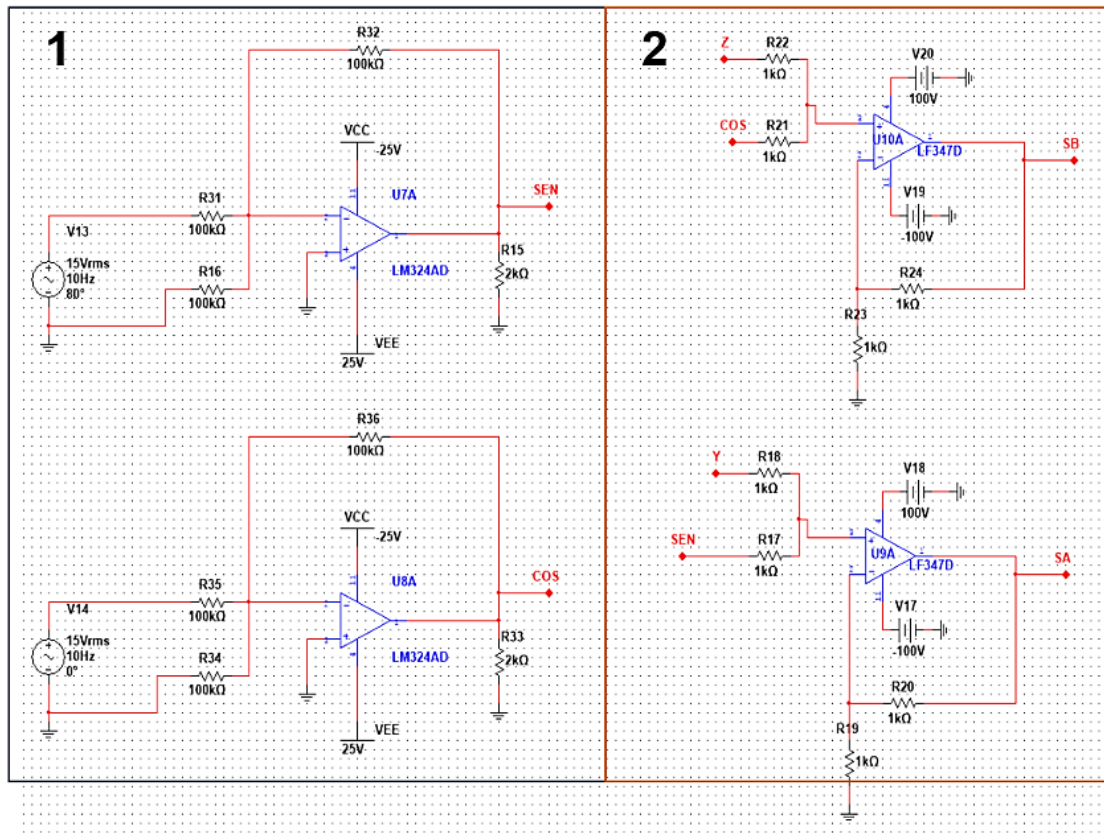 1
R32
100kΩ
VCC
-25V
U7A
SEN
R31
100kΩ
V13
15Vrms
10Hz
80°
R16
100kΩ
LM324AD
R15
2kΩ
VEE
25V
R36
100kΩ
VCC
-25V
U8A
COS
R35
100kΩ
V14
15Vrms
10Hz
0°
R34
100kΩ
LM324AD
R33
2kΩ
VEE
25V
2
Z
R22
1kΩ
V20
100V
COS
R21
1kΩ
U10A
LF347D
SB
V19
-100V
R24
1kΩ
R23
1kΩ
Y
R18
1kΩ
V18
100V
SEN
R17
1kΩ
U9A
LF347D
SA
V17
-100V
R20
1kΩ
R19
1kΩ